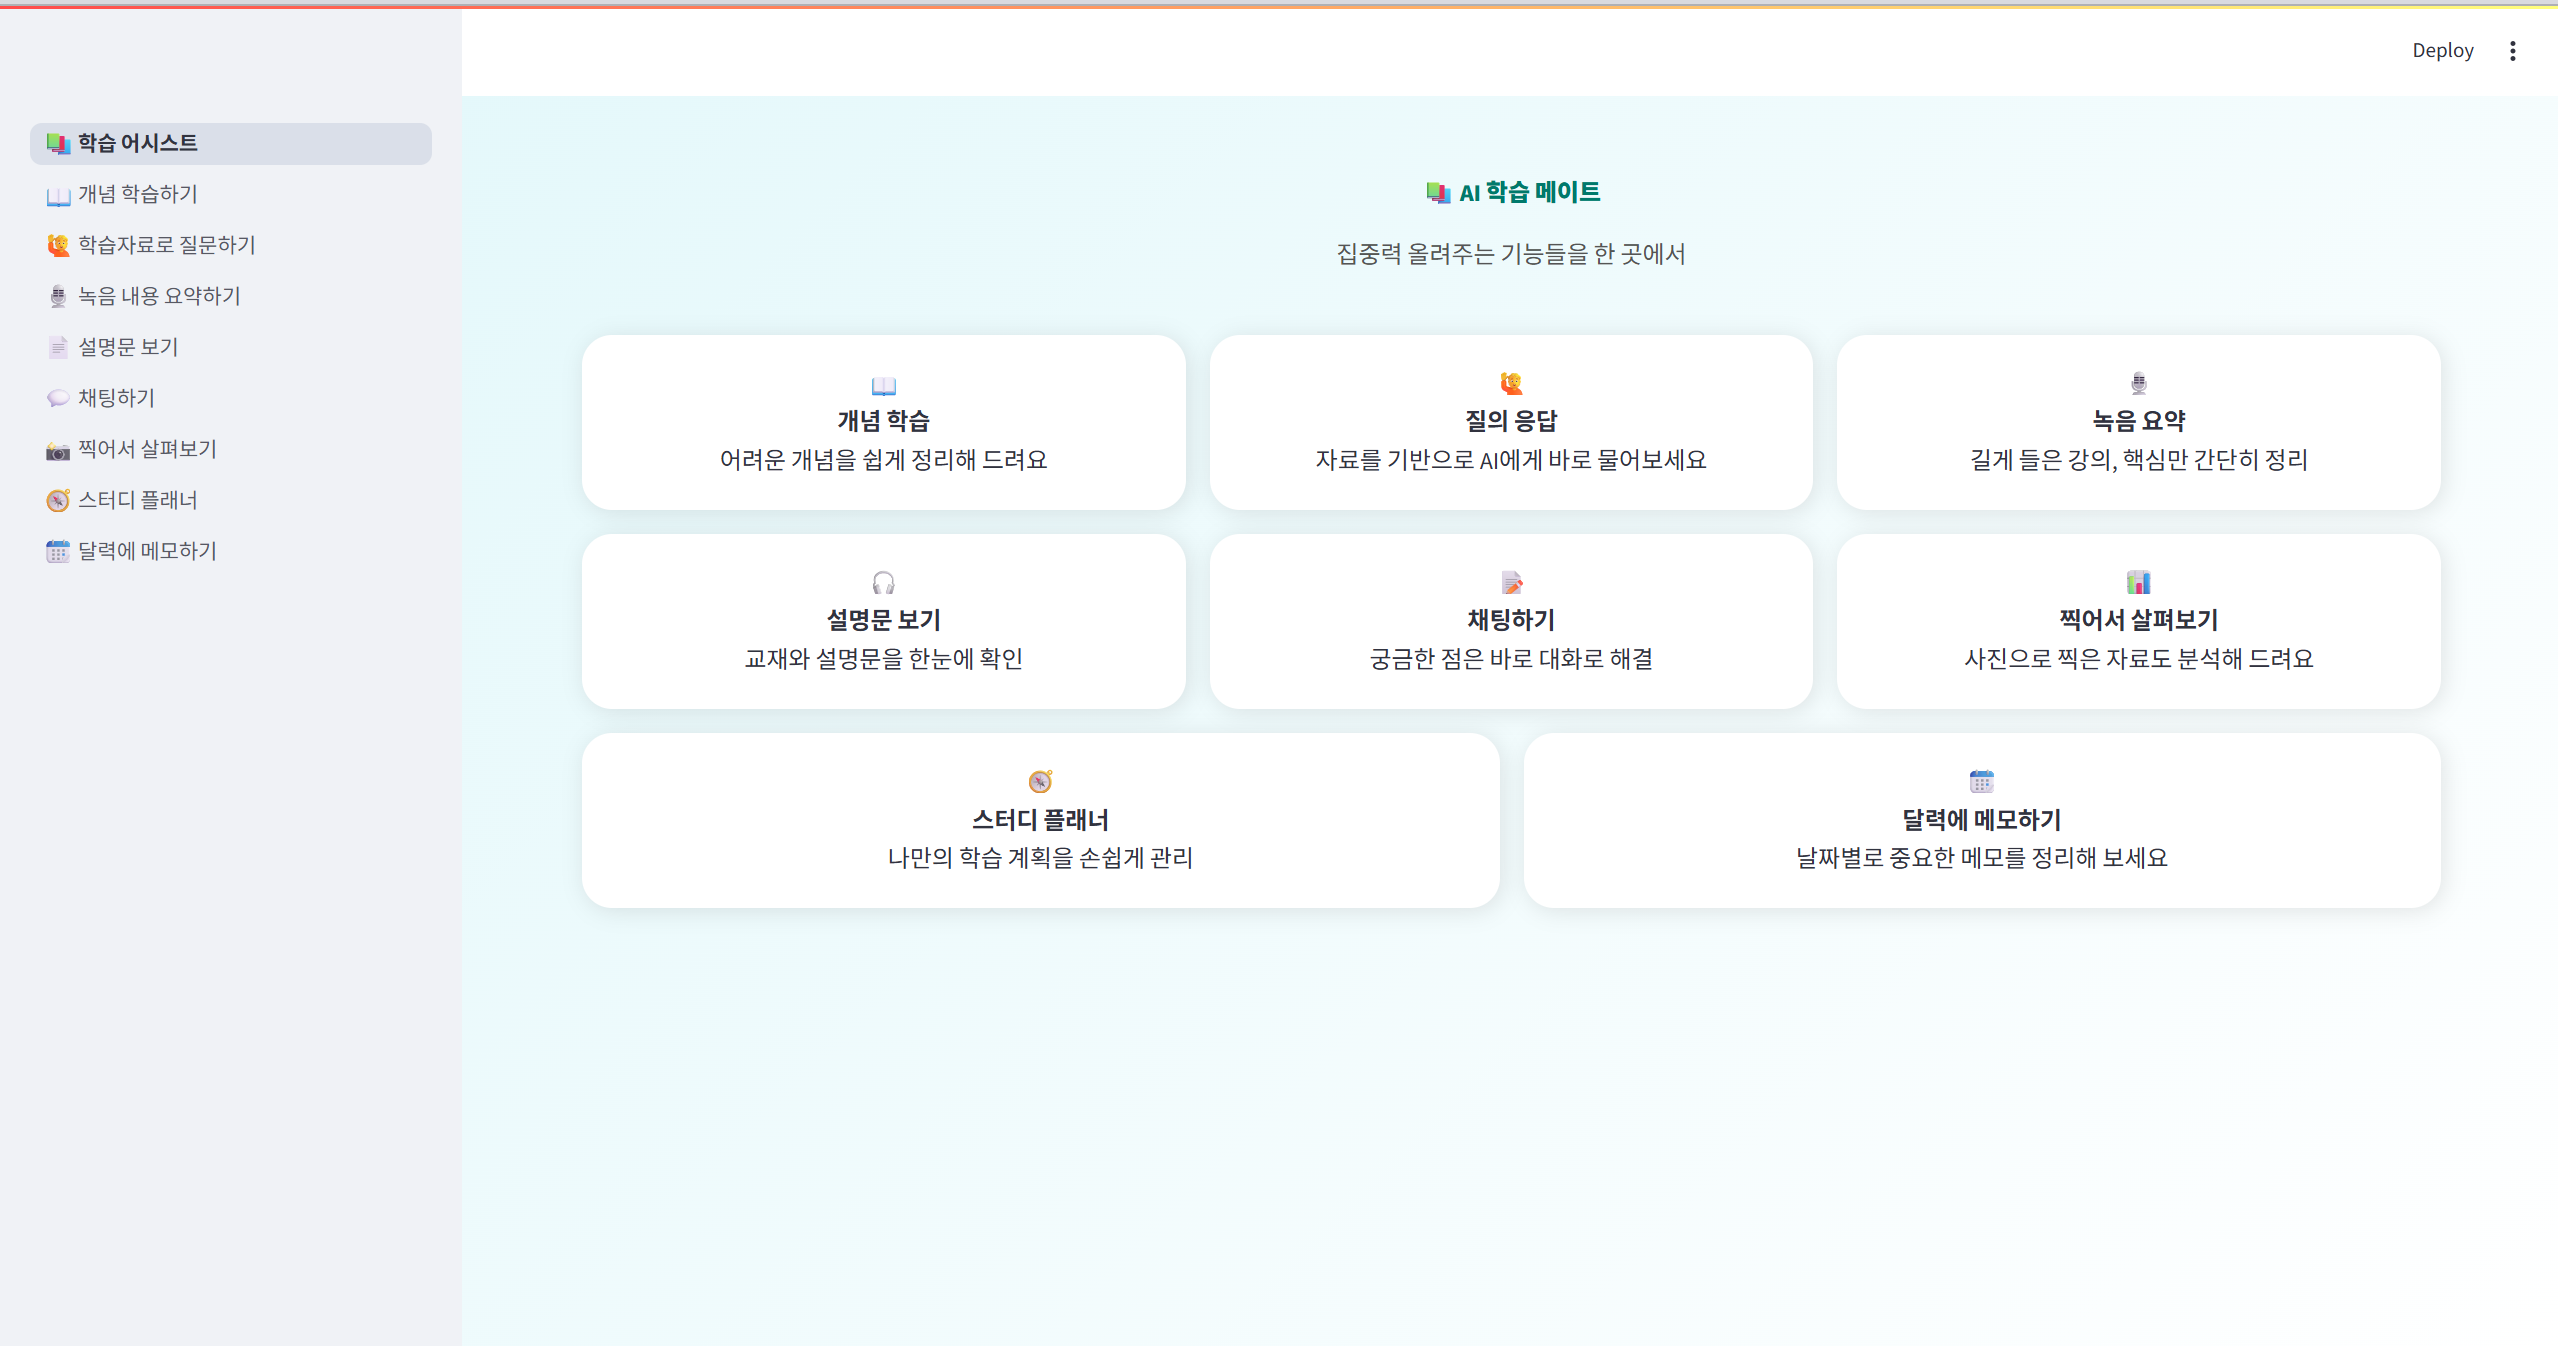 Deploy
학습 어시스트
개념 학습하기
학습자료로 질문하기
녹음 내용 요약하기
설명문 보기
채팅하기
찍어서 살펴보기
스터디 플래너
달력에 메모하기
AI 학습 메이트
집중력 올려주는 기능들을 한 곳에서
개념 학습
어려운 개념을 쉽게 정리해 드려요
질의 응답
자료를 기반으로 AI에게 바로 물어보세요
녹음 요약
길게 들은 강의, 핵심만 간단히 정리
설명문 보기
교재와 설명문을 한눈에 확인
채팅하기
궁금한 점은 바로 대화로 해결
찍어서 살펴보기
사진으로 찍은 자료도 분석해 드려요
스터디 플래너
나만의 학습 계획을 손쉽게 관리
달력에 메모하기
날짜별로 중요한 메모를 정리해 보세요